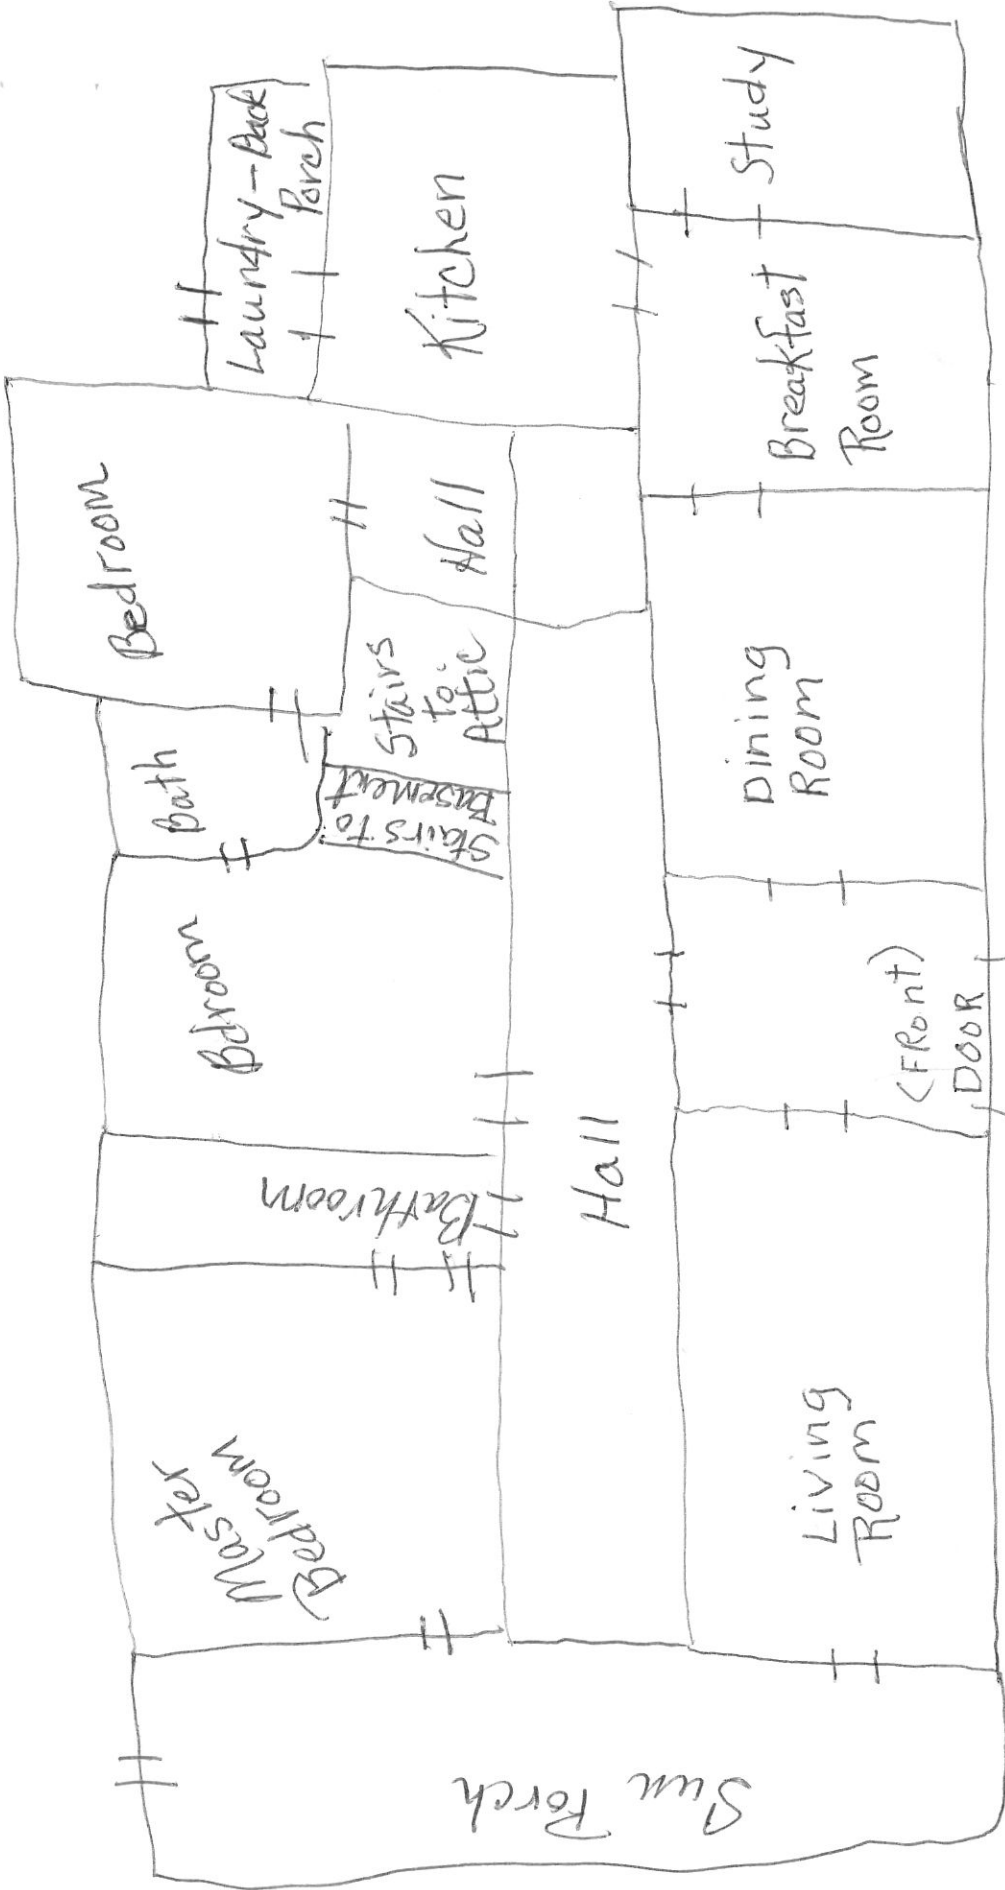 Laundry-Back
Porch
Kitchen
Study
Breakfast
Room
Bedroom
Hall
Stairs
to
Attic
Stairs To
Basement
Bath
Dining
Room
Bdroom
(FRont)
DOOR
Bathroom
Hall
Master
Bedroom
Living
Room
Sun Porch